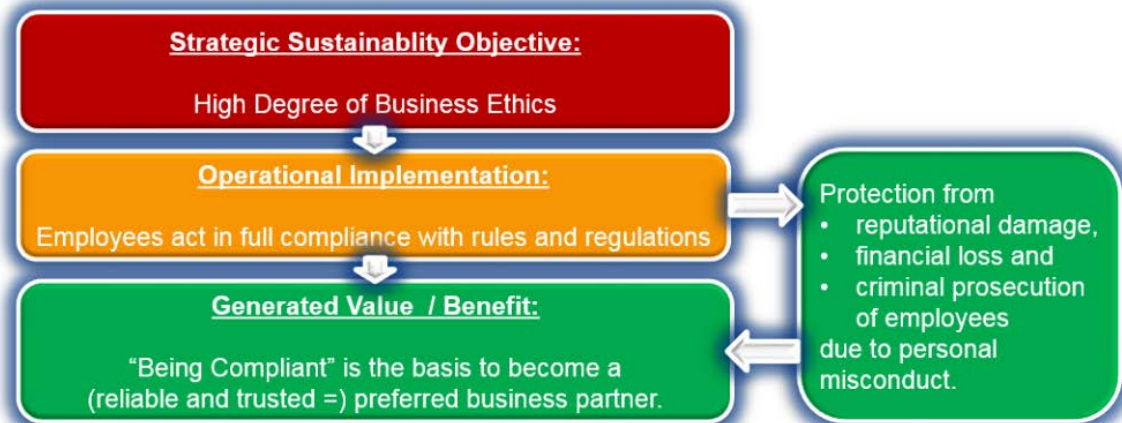 Strategic Sustainablity Objective:
High Degree of Business Ethics
Operational Implementation:
Employees act in full compliance with rules and regulations
Generated Value / Benefit:
“Being Compliant” is the basis to become a
(reliable and trusted =) preferred business partner.
Protection from
• reputational damage,
• financial loss and
• criminal prosecution
of employees
due to personal
misconduct.